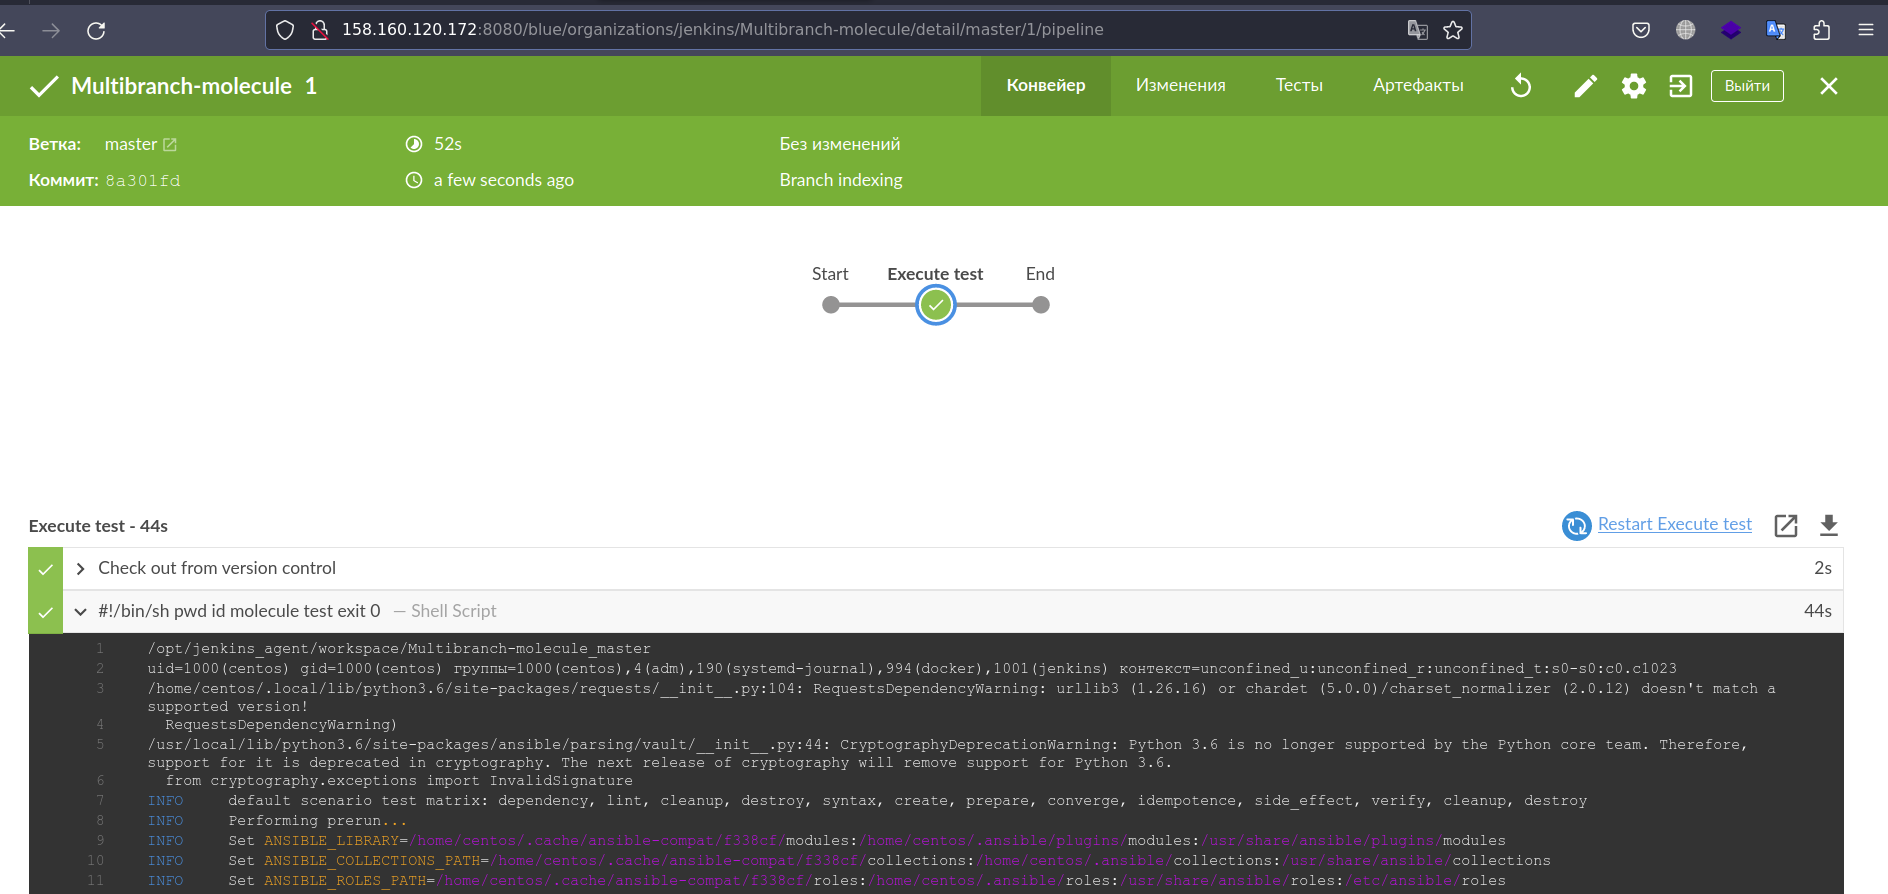 158.160.120.172:8080/blue/organizations/jenkins/Multibranch-molecule/detail/master/1/pipeline
Multibranch-molecule 1
Конвейер
Изменения
Тесты
Артефакты
Выйти
Ветка: master
52s
Без изменений
Коммит: 8a301fd
a few seconds ago
Branch indexing
Start
Execute test
End
Execute test - 44s
Restart Execute test
Check out from version control
2s
#!/bin/sh pwd id molecule test exit 0 — Shell Script
44s
1 /opt/jenkins_agent/workspace/Multibranch-molecule_master
2 uid=1000(centos) gid=1000(centos) группы=1000(centos),4(adm),190(systemd-journal),994(docker),1001(jenkins) контекст=unconfined_u:unconfined_r:unconfined_t:s0-s0:c0.c1023
3 /home/centos/.local/lib/python3.6/site-packages/requests/__init__.py:104: RequestsDependencyWarning: urllib3 (1.26.16) or chardet (5.0.0)/charset_normalizer (2.0.12) doesn't match a
supported version!
4 RequestsDependencyWarning)
5 /usr/local/lib/python3.6/site-packages/ansible/parsing/vault/__init__.py:44: CryptographyDeprecationWarning: Python 3.6 is no longer supported by the Python core team. Therefore,
support for it is deprecated in cryptography. The next release of cryptography will remove support for Python 3.6.
6 from cryptography.exceptions import InvalidSignature
7 INFO default scenario test matrix: dependency, lint, cleanup, destroy, syntax, create, prepare, converge, idempotence, side_effect, verify, cleanup, destroy
8 INFO Performing prerun...
9 INFO Set ANSIBLE_LIBRARY=/home/centos/.cache/ansible-compat/f338cf/modules:/home/centos/.ansible/plugins/modules:/usr/share/ansible/plugins/modules
10 INFO Set ANSIBLE_COLLECTIONS_PATH=/home/centos/.cache/ansible-compat/f338cf/collections:/home/centos/.ansible/collections:/usr/share/ansible/collections
11 INFO Set ANSIBLE_ROLES_PATH=/home/centos/.cache/ansible-compat/f338cf/roles:/home/centos/.ansible/roles:/usr/share/ansible/roles:/etc/ansible/roles